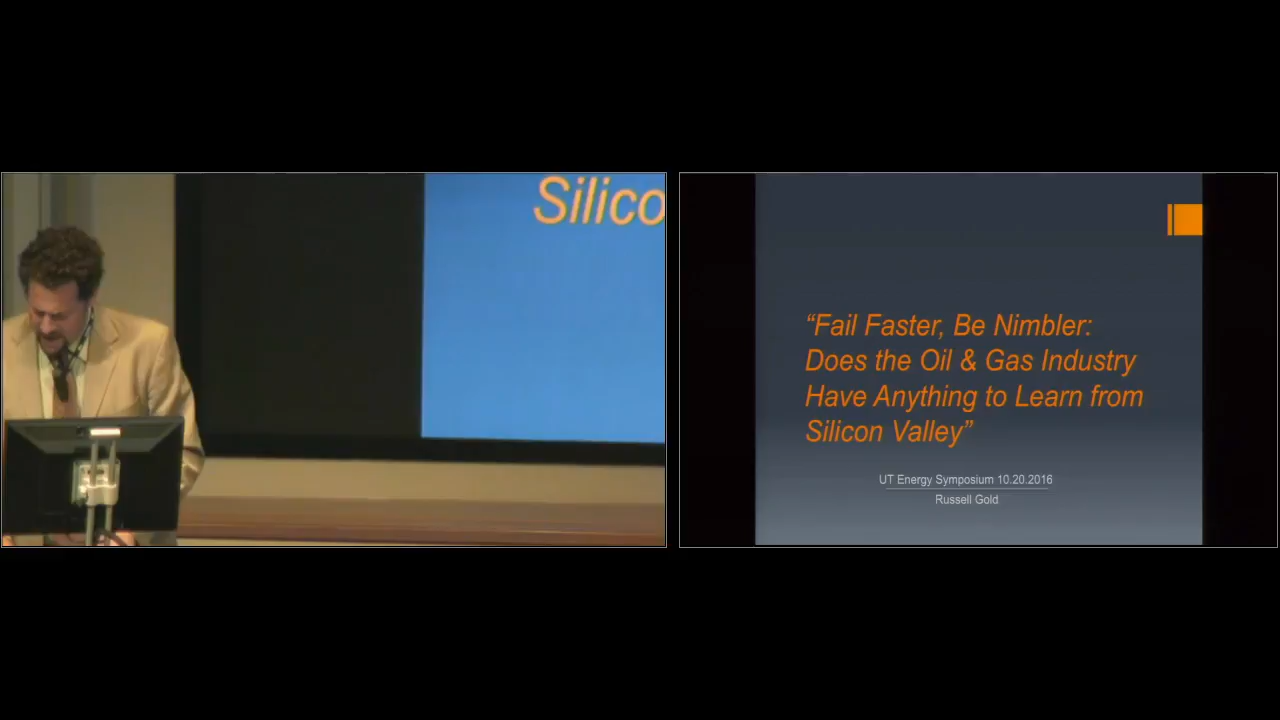 Silico
“Fail Faster, Be Nimbler:
Does the Oil & Gas Industry
Have Anything to Learn from
Silicon Valley”
UT Energy Symposium 10.20.2016
Russell Gold